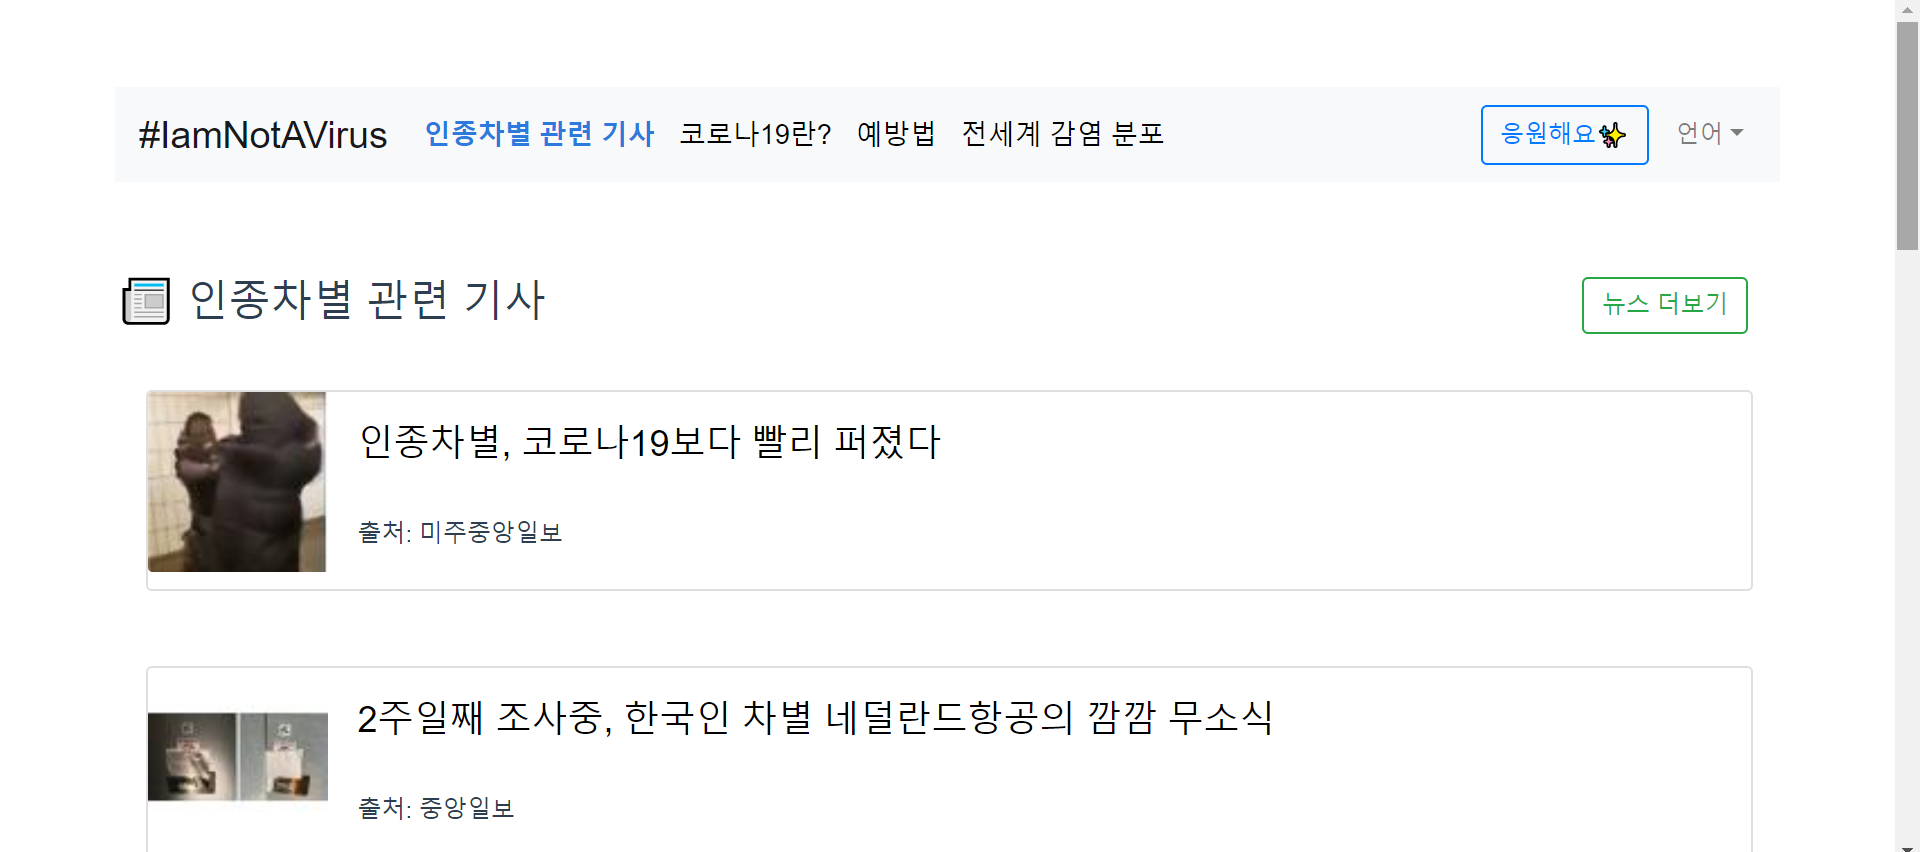 #IamNotAVirus 인종차별 관련 기사 코로나19란? 예방법 전세계 감염 분포 응원해요✨ 언어
인종차별 관련 기사 뉴스 더보기
인종차별, 코로나19보다 빨리 퍼졌다
출처: 미주중앙일보
2주일째 조사중, 한국인 차별 네덜란드항공의 깜깜 무소식
출처: 중앙일보